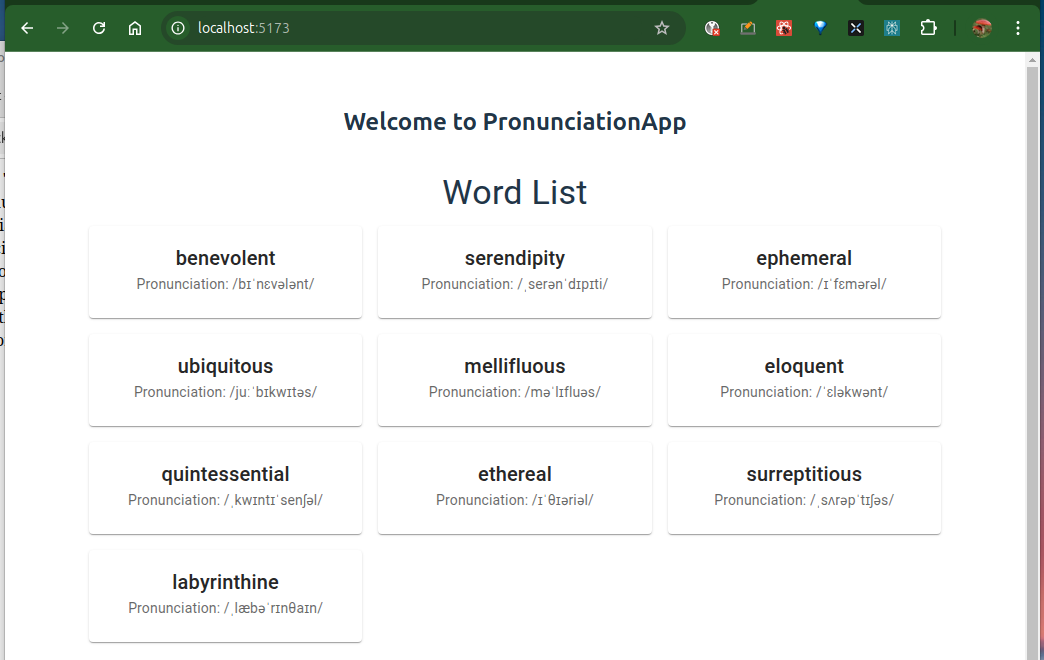 localhost:5173
Welcome to PronunciationApp
Word List
benevolent
Pronunciation: /bɪˈnɛvələnt/
serendipity
Pronunciation: /ˌserənˈdɪpɪti/
ephemeral
Pronunciation: /ɪˈfɛmərəl/
ubiquitous
Pronunciation: /juːˈbɪkwɪtəs/
mellifluous
Pronunciation: /məˈlɪfluəs/
eloquent
Pronunciation: /ˈɛləkwənt/
quintessential
Pronunciation: /ˌkwɪntɪˈsenʃəl/
ethereal
Pronunciation: /ɪˈθɪəriəl/
surreptitious
Pronunciation: /ˌsʌrəpˈtɪʃəs/
labyrinthine
Pronunciation: /ˌlæbəˈrɪnθaɪn/